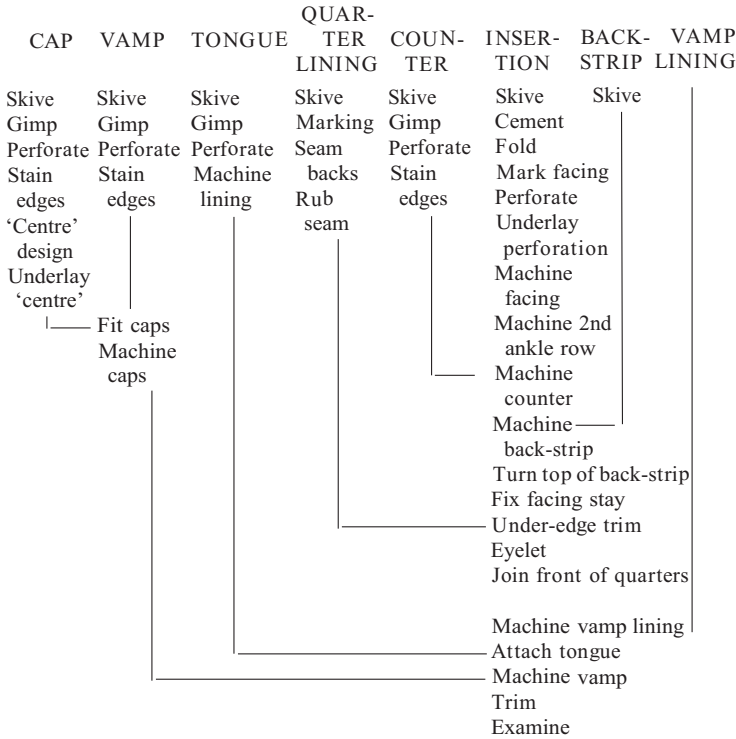 CAP VAMP TONGUE QUAR-TER LINING COUN-TER INSER-TION BACK-STRIP VAMP LINING
Skive
Gimp
Perforate
Stain
edges
‘Centre’
design
Underlay
‘centre’
Skive
Gimp
Perforate
Stain
edges
Fit caps
Machine
caps
Skive
Gimp
Perforate
Machine
lining
Skive
Marking
Seam
backs
Rub
seam
Skive
Gimp
Perforate
Stain
edges
Skive
Cement
Fold
Mark facing
Perforate
Underlay
perforation
Machine
facing
Machine 2nd
ankle row
Machine
counter
Machine
back-strip
Turn top of back-strip
Fix facing stay
Under-edge trim
Eyelet
Join front of quarters
Machine vamp lining
Attach tongue
Machine vamp
Trim
Examine
Skive